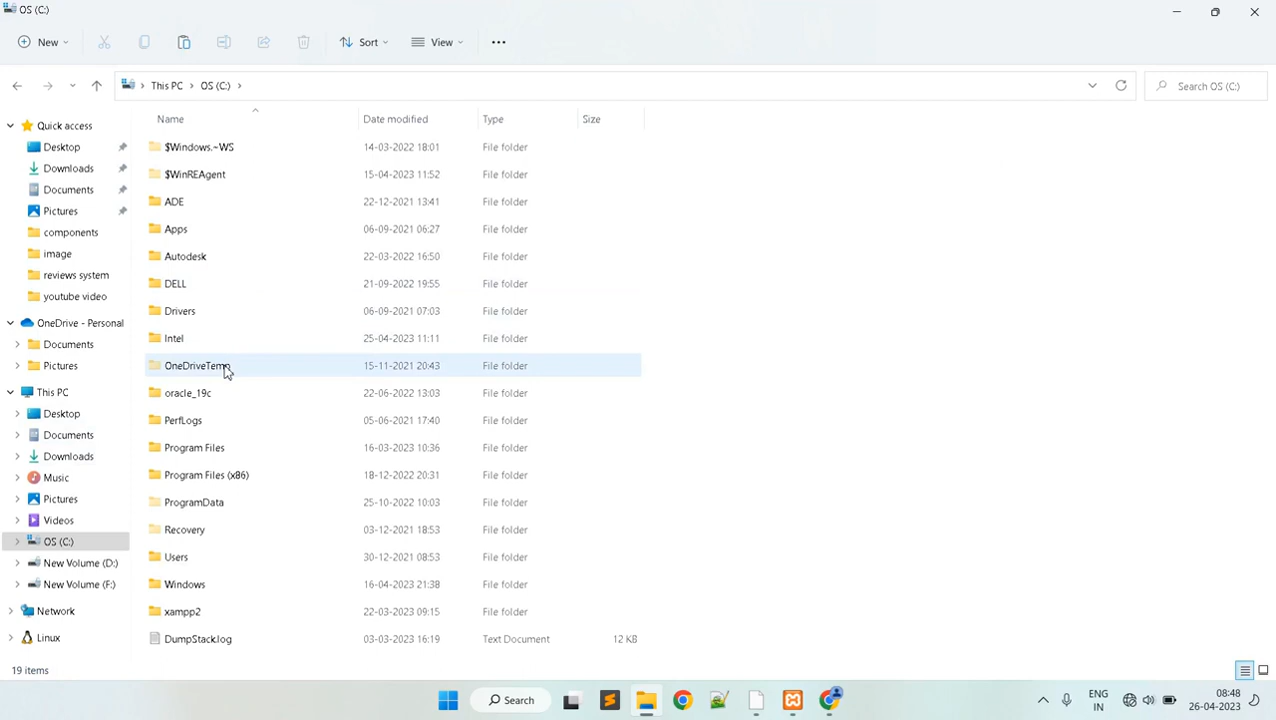 OS (C:)
New
Sort
View
This PC > OS (C:) >
Search OS (C:)
Name Date modified Type Size
Quick access
Desktop
Downloads
Documents
Pictures
components
image
reviews system
youtube video
OneDrive - Personal
Documents
Pictures
This PC
Desktop
Documents
Downloads
Music
Pictures
Videos
OS (C:)
New Volume (D:)
New Volume (F:)
Network
Linux
$Windows.~WS 14-03-2022 18:01 File folder
$WinREAgent 15-04-2023 11:52 File folder
ADE 22-12-2021 13:41 File folder
Apps 06-09-2021 06:27 File folder
Autodesk 22-03-2022 16:50 File folder
DELL 21-09-2022 19:55 File folder
Drivers 06-09-2021 07:03 File folder
Intel 25-04-2023 11:11 File folder
OneDriveTemp 15-11-2021 20:43 File folder
oracle_19c 22-06-2022 13:03 File folder
PerfLogs 05-06-2021 17:40 File folder
Program Files 16-03-2023 10:36 File folder
Program Files (x86) 18-12-2022 20:31 File folder
ProgramData 25-10-2022 10:03 File folder
Recovery 03-12-2021 18:53 File folder
Users 30-12-2021 08:53 File folder
Windows 16-04-2023 21:38 File folder
xampp2 22-03-2023 09:15 File folder
DumpStack.log 03-03-2023 16:19 Text Document 12 KB
19 items
Search
ENG
IN
08:48
26-04-2023